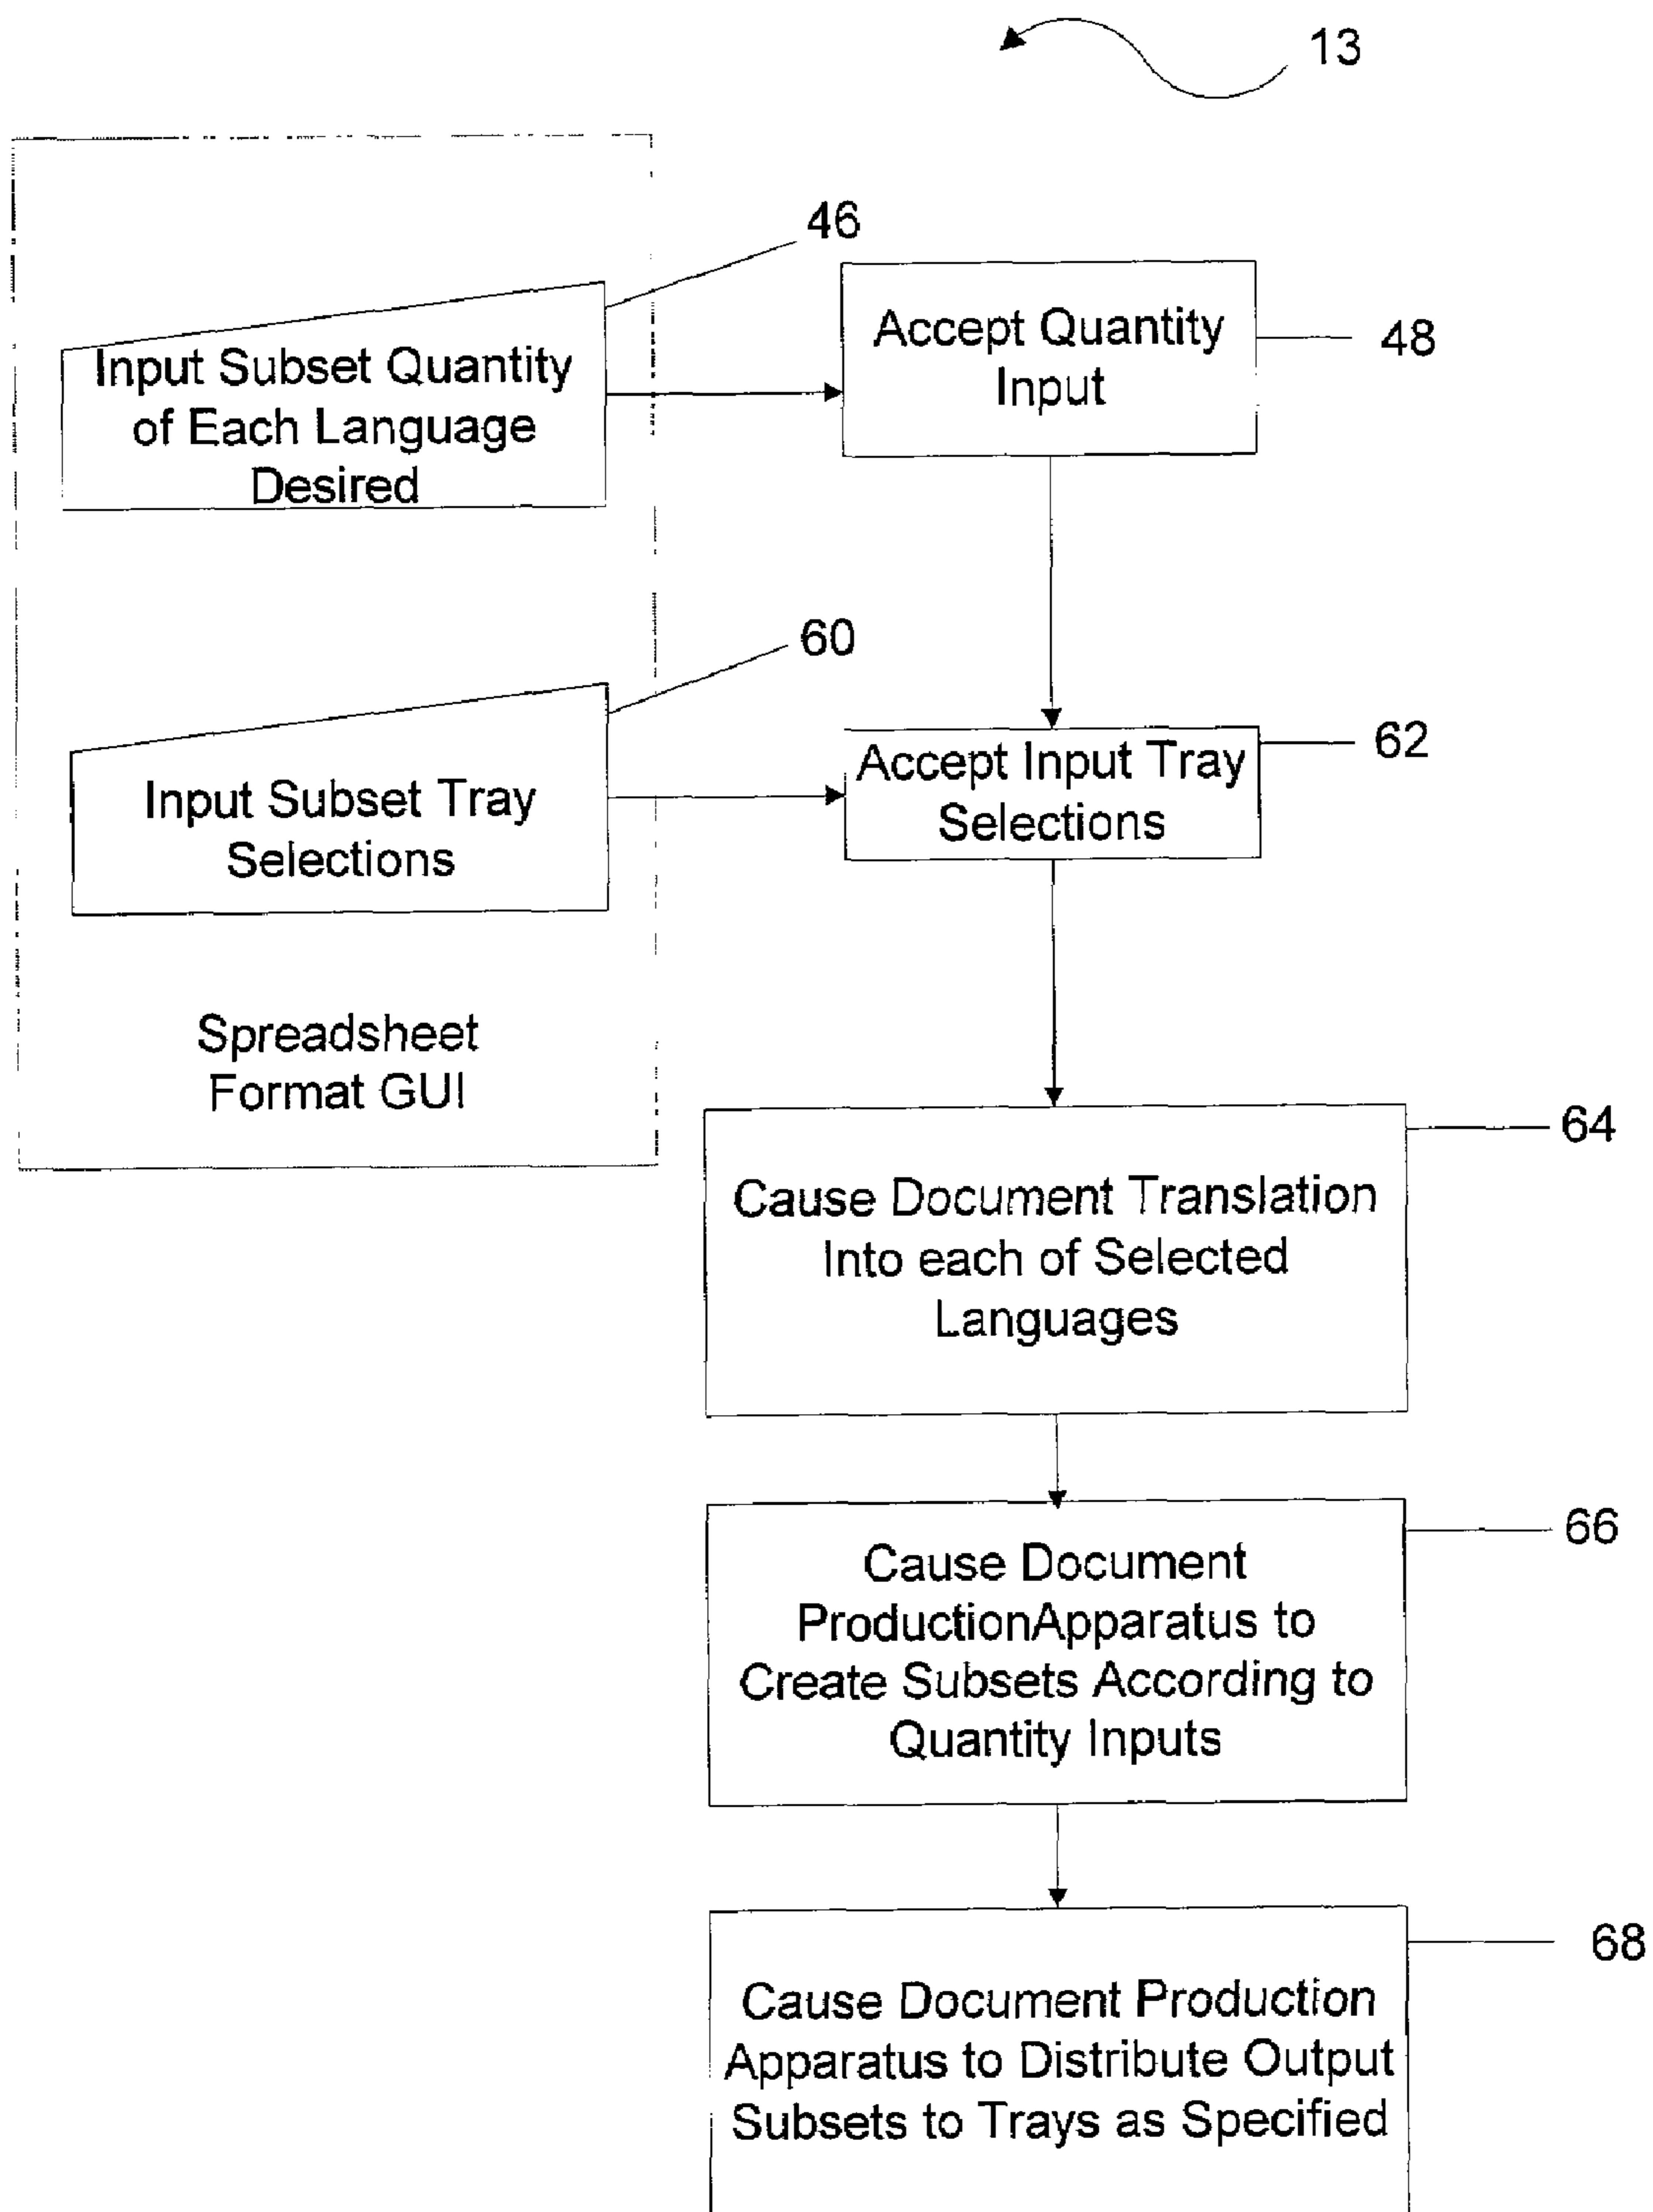 13
46
Input Subset Quantity
of Each Language
Desired
Accept Quantity
Input
48
60
Input Subset Tray
Selections
Accept Input Tray
Selections
62
Spreadsheet
Format GUI
64
Cause Document Translation
Into each of Selected
Languages
66
Cause Document
ProductionApparatus to
Create Subsets According to
Quantity Inputs
68
Cause Document Production
Apparatus to Distribute Output
Subsets to Trays as Specified